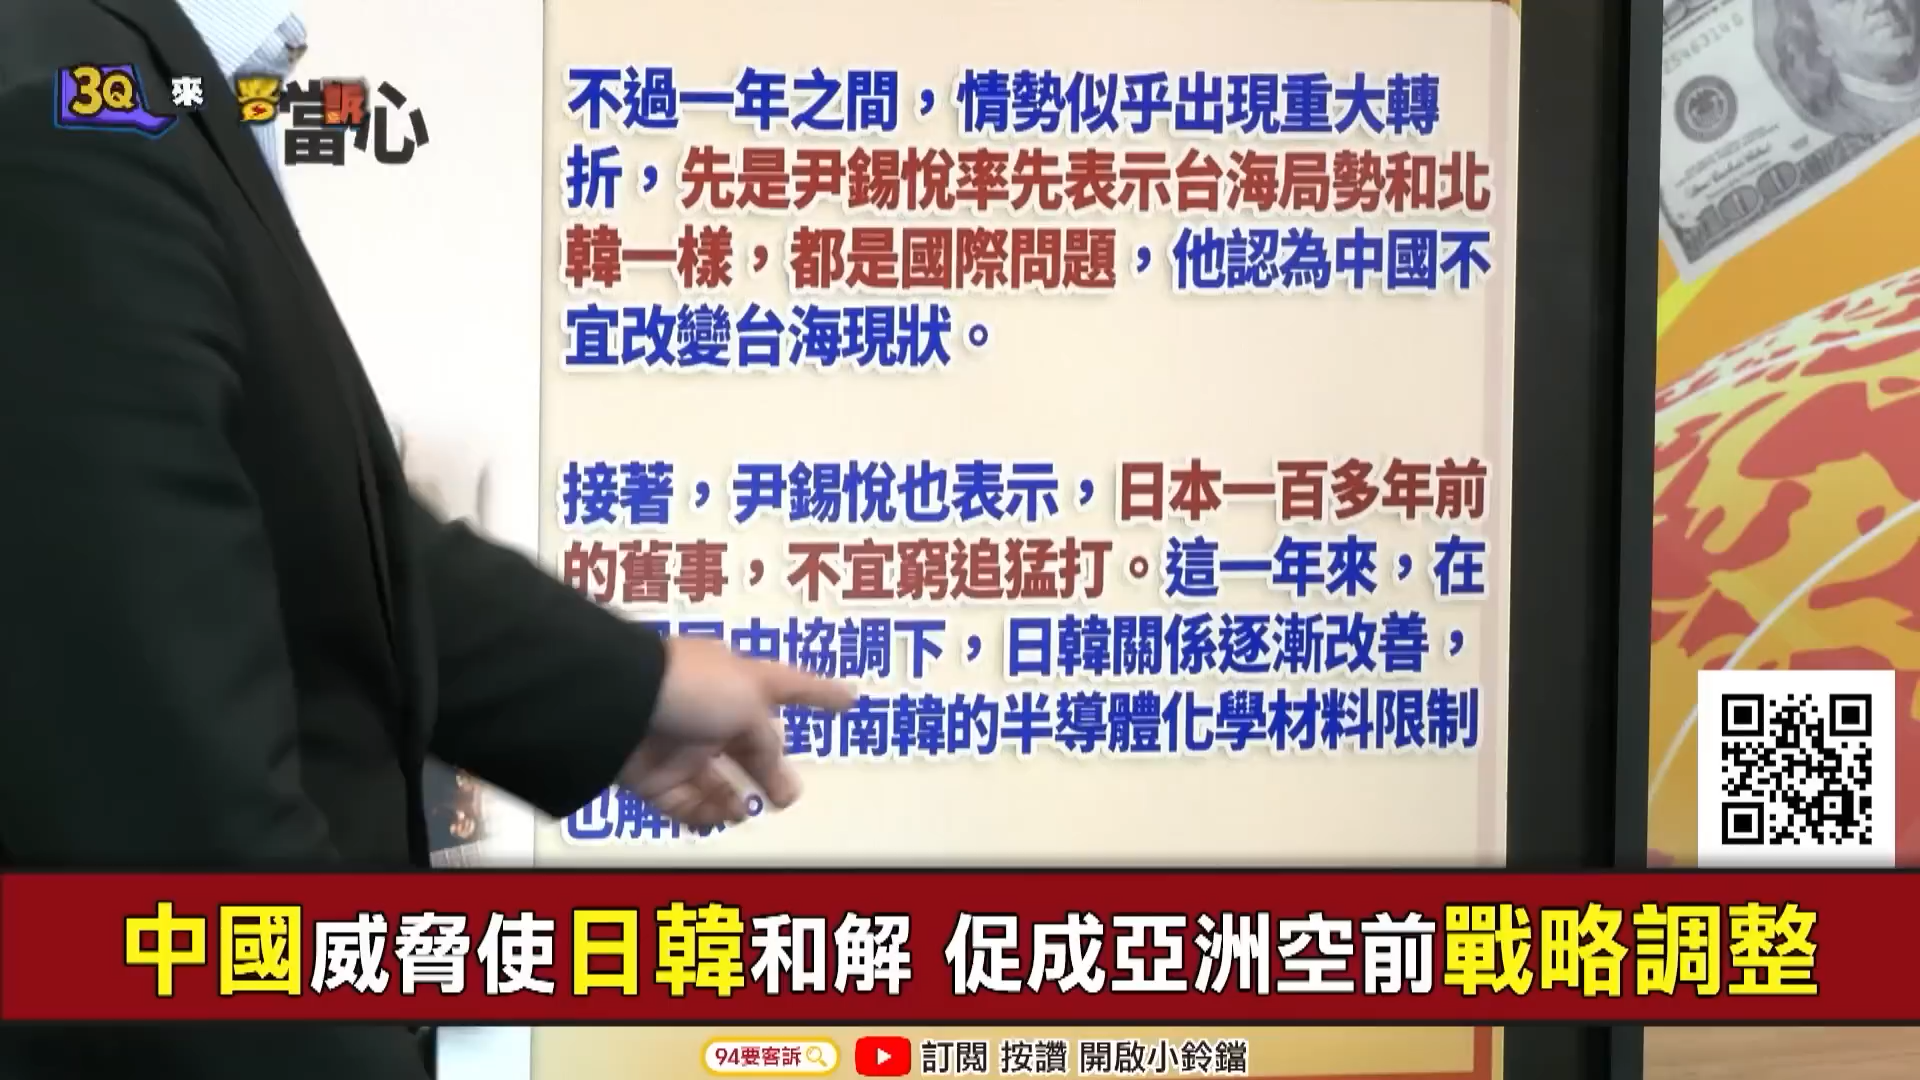 3Q 來
當心
不過一年之間，情勢似乎出現重大轉
折，先是尹錫悅率先表示台海局勢和北
韓一樣，都是國際問題，他認為中國不
宜改變台海現狀。
接著，尹錫悅也表示，日本一百多年前
的舊事，不宜窮追猛打。這一年來，在
中協調下，日韓關係逐漸改善，
對南韓的半導體化學材料限制
也解。
中國威脅使日韓和解 促成亞洲空前戰略調整
94要客訴
訂閱 按讚 開啟小鈴鐺
100